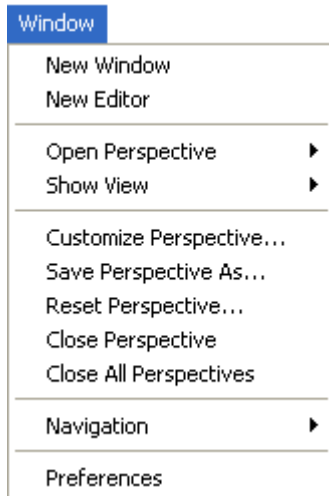 Window
New Window
New Editor
Open Perspective
Show View
Customize Perspective...
Save Perspective As...
Reset Perspective...
Close Perspective
Close All Perspectives
Navigation
Preferences